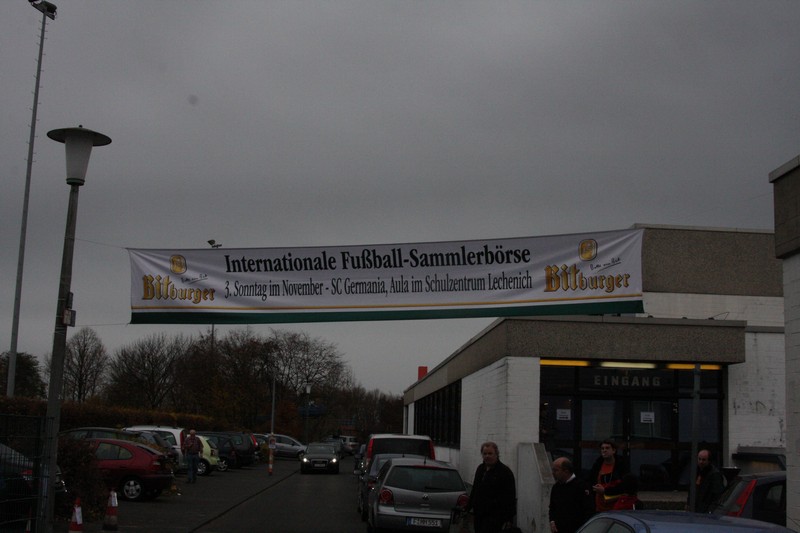 Internationale Fußball-Sammlerbörse
Bitburger
3. Sonntag im November - SC Germania, Aula im Schulzentrum Lechenich
Bitburger
EINGANG